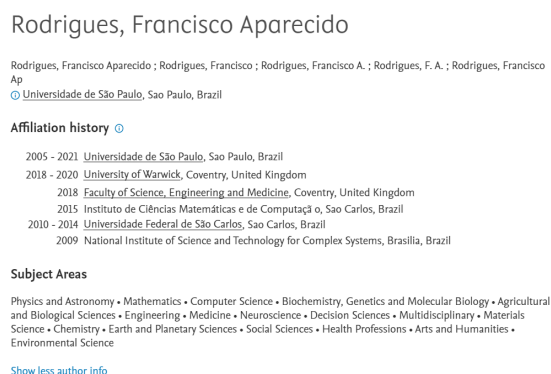 Rodrigues, Francisco Aparecido
Rodrigues, Francisco Aparecido ; Rodrigues, Francisco ; Rodrigues, Francisco A. ; Rodrigues, F. A. ; Rodrigues, Francisco
Ap
Universidade de São Paulo, Sao Paulo, Brazil
Affiliation history
2005 - 2021 Universidade de São Paulo, Sao Paulo, Brazil
2018 - 2020 University of Warwick, Coventry, United Kingdom
2018 Faculty of Science, Engineering and Medicine, Coventry, United Kingdom
2015 Instituto de Ciências Matemáticas e de Computaçã o, Sao Carlos, Brazil
2010 - 2014 Universidade Federal de São Carlos, Sao Carlos, Brazil
2009 National Institute of Science and Technology for Complex Systems, Brasilia, Brazil
Subject Areas
Physics and Astronomy • Mathematics • Computer Science • Biochemistry, Genetics and Molecular Biology • Agricultural
and Biological Sciences • Engineering • Medicine • Neuroscience • Decision Sciences • Multidisciplinary • Materials
Science • Chemistry • Earth and Planetary Sciences • Social Sciences • Health Professions • Arts and Humanities •
Environmental Science
Show less author info